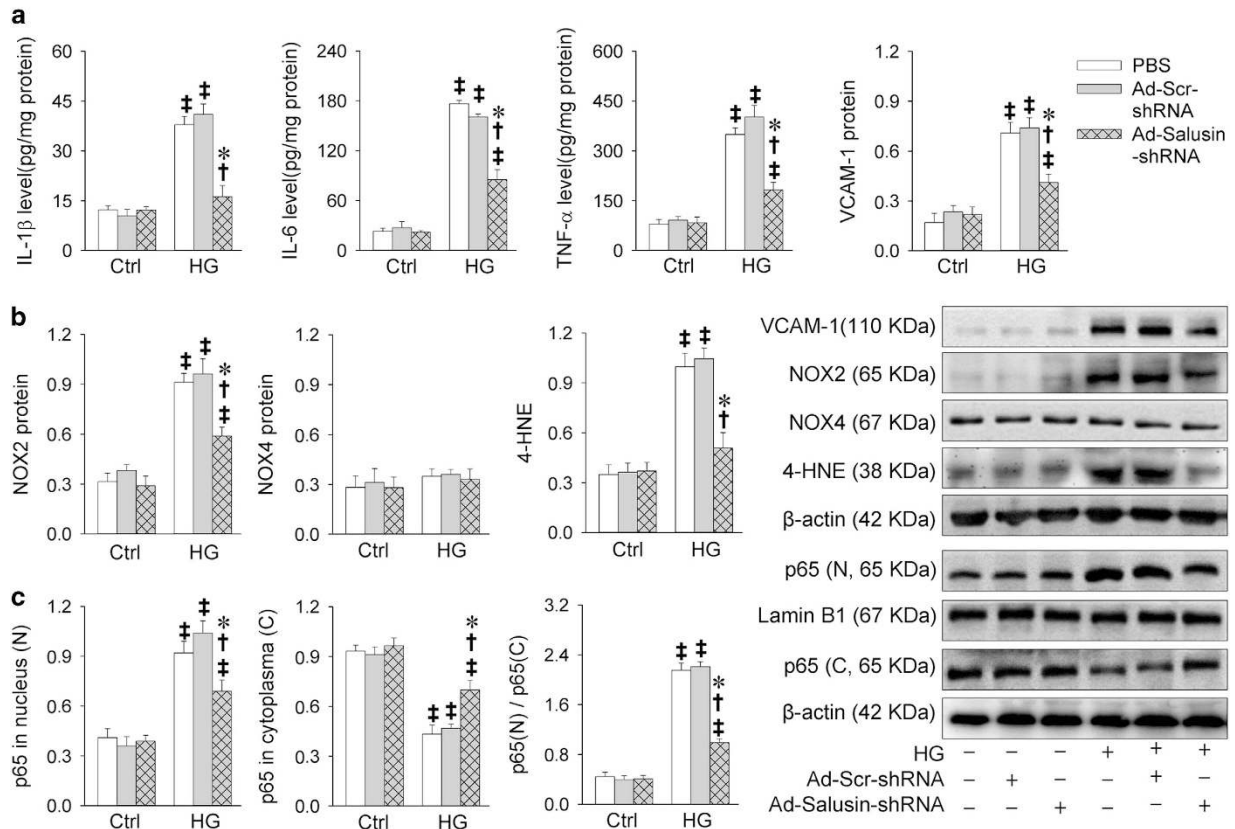 a
IL-1β level(pg/mg protein)
60
45
30
15
0
‡ ‡ * †
Ctrl HG
IL-6 level(pg/mg protein)
240
180
120
60
0
‡ ‡ * † ‡
Ctrl HG
TNF-α level(pg/mg protein)
600
450
300
150
0
‡ ‡ * † ‡
Ctrl HG
VCAM-1 protein
1.2
0.9
0.6
0.3
0.0
‡ ‡ * † ‡
Ctrl HG
PBS
Ad-Scr-
shRNA
Ad-Salusin
-shRNA
b
NOX2 protein
1.2
0.9
0.6
0.3
0.0
‡ ‡ * † ‡
Ctrl HG
NOX4 protein
1.2
0.9
0.6
0.3
0.0
Ctrl HG
4-HNE
1.2
0.9
0.6
0.3
0.0
‡ ‡ * †
Ctrl HG
c
p65 in nucleus (N)
1.2
0.9
0.6
0.3
0.0
‡ ‡ * † ‡
Ctrl HG
p65 in cytoplasma (C)
1.2
0.9
0.6
0.3
0.0
‡ ‡ * † ‡
Ctrl HG
p65(N) / p65(C)
2.4
1.6
0.8
0.0
‡ ‡ * † ‡
Ctrl HG
VCAM-1(110 KDa)
NOX2 (65 KDa)
NOX4 (67 KDa)
4-HNE (38 KDa)
β-actin (42 KDa)
p65 (N, 65 KDa)
Lamin B1 (67 KDa)
p65 (C, 65 KDa)
β-actin (42 KDa)
HG − − − + + +
Ad-Scr-shRNA − + − − + −
Ad-Salusin-shRNA − − + − − +